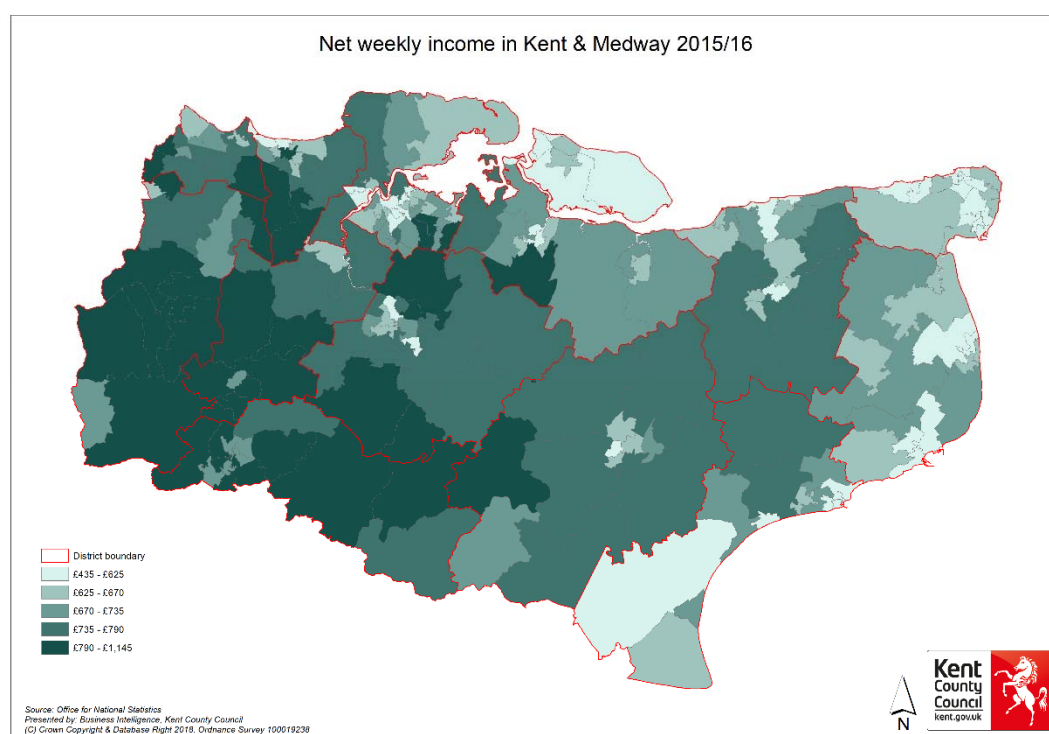 Net weekly income in Kent & Medway 2015/16
District boundary
£435 - £625
£625 - £670
£670 - £735
£735 - £790
£790 - £1,145
Source: Office for National Statistics
Presented by: Business Intelligence, Kent County Council
(C) Crown Copyright & Database Right 2018. Ordnance Survey 100019238
N
Kent
County
Council
kent.gov.uk